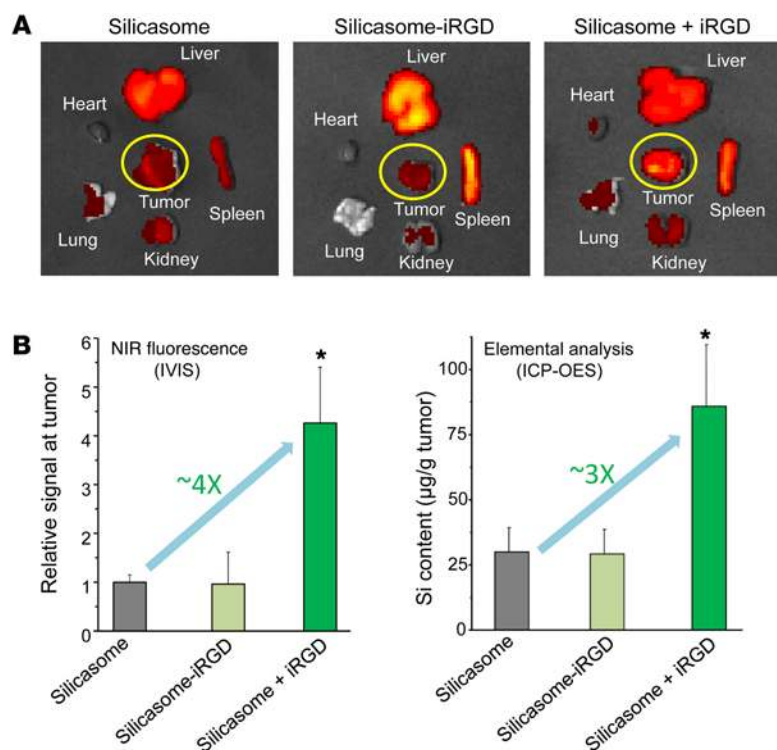 A
Silicasome
Silicasome-iRGD
Silicasome + iRGD
Liver
Heart
Tumor
Spleen
Lung
Kidney
Liver
Heart
Tumor
Spleen
Lung
Kidney
Liver
Heart
Tumor
Spleen
Lung
Kidney
B
NIR fluorescence
(IVIS)
*
~4X
Relative signal at tumor
6
5
4
3
2
1
0
Silicasome
Silicasome-iRGD
Silicasome + iRGD
Elemental analysis
(ICP-OES)
*
~3X
Si content (µg/g tumor)
100
75
50
25
0
Silicasome
Silicasome-iRGD
Silicasome + iRGD